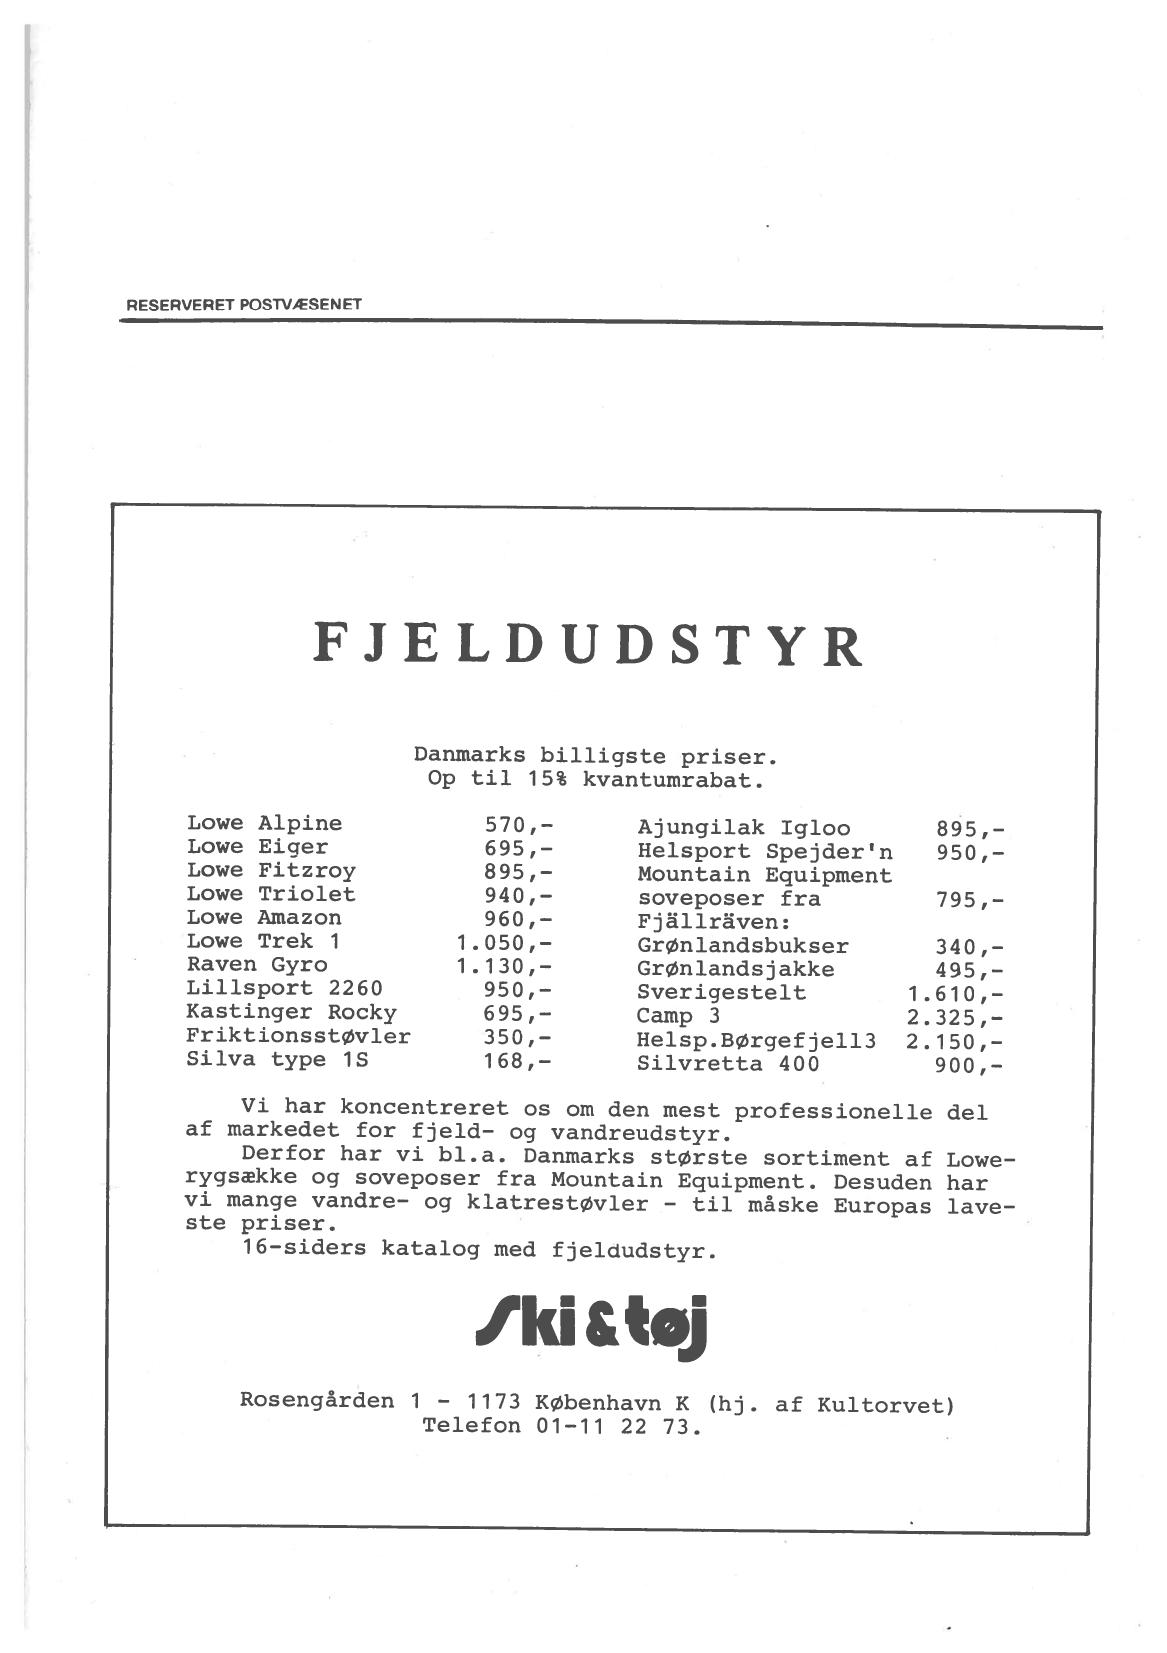 RESERVERET POSTVÆSENET
FJELDUDSTYR
Danmarks billigste priser.
Op til 15% kvantumrabat.
Lowe Alpine 570,-
Lowe Eiger 695,-
Lowe Fitzroy 895,-
Lowe Triolet 940,-
Lowe Amazon 960,-
Lowe Trek 1 1.050,-
Raven Gyro 1.130,-
Lillsport 2260 950,-
Kastinger Rocky 695,-
Friktionsstøvler 350,-
Silva type 1S 168,-
Ajungilak Igloo 895,-
Helsport Spejder'n 950,-
Mountain Equipment
soveposer fra 795,-
Fjällräven:
Grønlandsbukser 340,-
Grønlandsjakke 495,-
Sverigestelt 1.610,-
Camp 3 2.325,-
Helsp.Børgefjell3 2.150,-
Silvretta 400 900,-
Vi har koncentreret os om den mest professionelle del
af markedet for fjeld- og vandreudstyr.
Derfor har vi bl.a. Danmarks største sortiment af Lowe-
rygsække og soveposer fra Mountain Equipment. Desuden har
vi mange vandre- og klatrestøvler - til måske Europas lave-
ste priser.
16-siders katalog med fjeldudstyr.
Ski & tøj
Rosengården 1 - 1173 København K (hj. af Kultorvet)
Telefon 01-11 22 73.